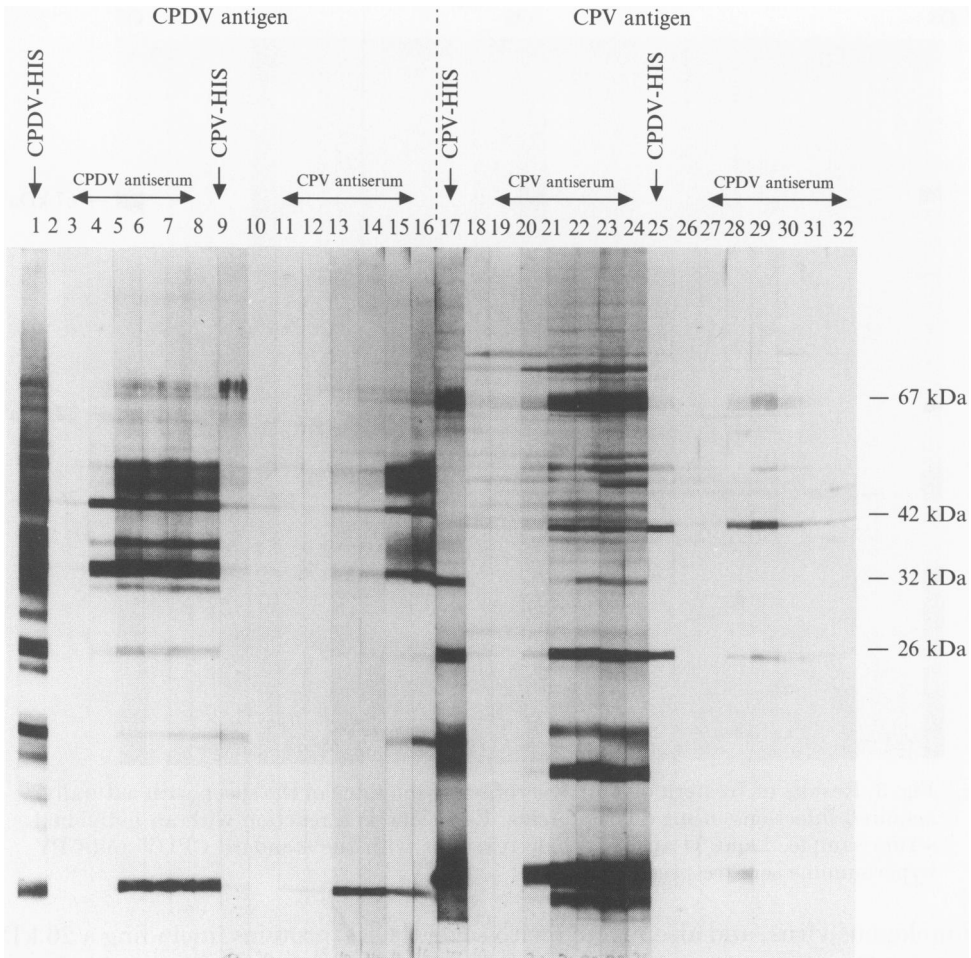 CPDV antigen CPV antigen
CPDV-HIS CPV-HIS CPV-HIS CPDV-HIS
CPDV antiserum CPV antiserum CPV antiserum CPDV antiserum
1 2 3 4 5 6 7 8 9 10 11 12 13 14 15 16 17 18 19 20 21 22 23 24 25 26 27 28 29 30 31 32
67 kDa
42 kDa
32 kDa
26 kDa